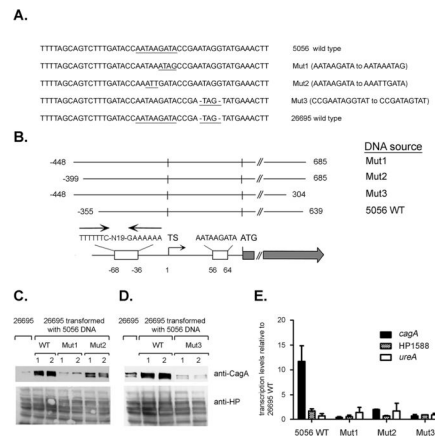 A.
TTTTAGCAGTCTTTGATACCAATAAGATACCGAATAGGTATGAAACTT 5056 wild type
TTTTAGCAGTCTTTGATACCAATAAATAGCCGAATAGGTATGAAACTT Mut1 (AATAAGATA to AATAAATAG)
TTTTAGCAGTCTTTGATACCAAATTGATACCGAATAGGTATGAAACTT Mut2 (AATAAGATA to AAATTGATA)
TTTTAGCAGTCTTTGATACCAATAAGATACCGA -TAG- TATGAAACTT Mut3 (CCGAATAGGTAT to CCGATAGTAT)
TTTTAGCAGTCTTTGATACCAATAAGATACCGA -TAG- TATGAAACTT 26695 wild type
B.
DNA source
-448 685 Mut1
-399 685 Mut2
-448 304 Mut3
-355 639 5056 WT
TTTTTTC-N19-GAAAAAA TS AATAAGATA ATG
-68 -36 1 56 64
C.
26695 26695 transformed with 5056 DNA
WT Mut1 Mut2
1 2 1 2 1 2
D.
26695 26695 transformed with 5056 DNA
WT Mut3
1 2 1 2
anti-CagA
anti-HP
E.
transcription levels relative to 26695 WT
15
10
5
0
cagA
HP1588
ureA
5056 WT Mut1 Mut2 Mut3